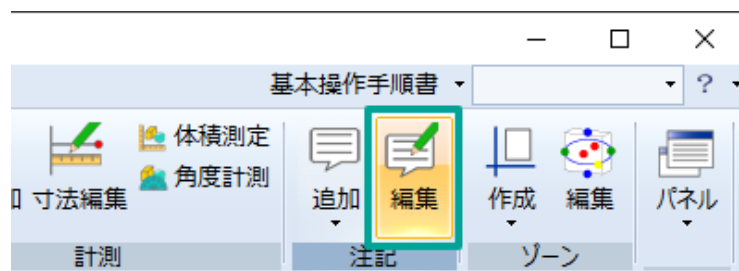 基本操作手順書
?
体積測定
角度計測
寸法編集
追加
編集
作成
編集
パネル
計測
注記
ゾーン